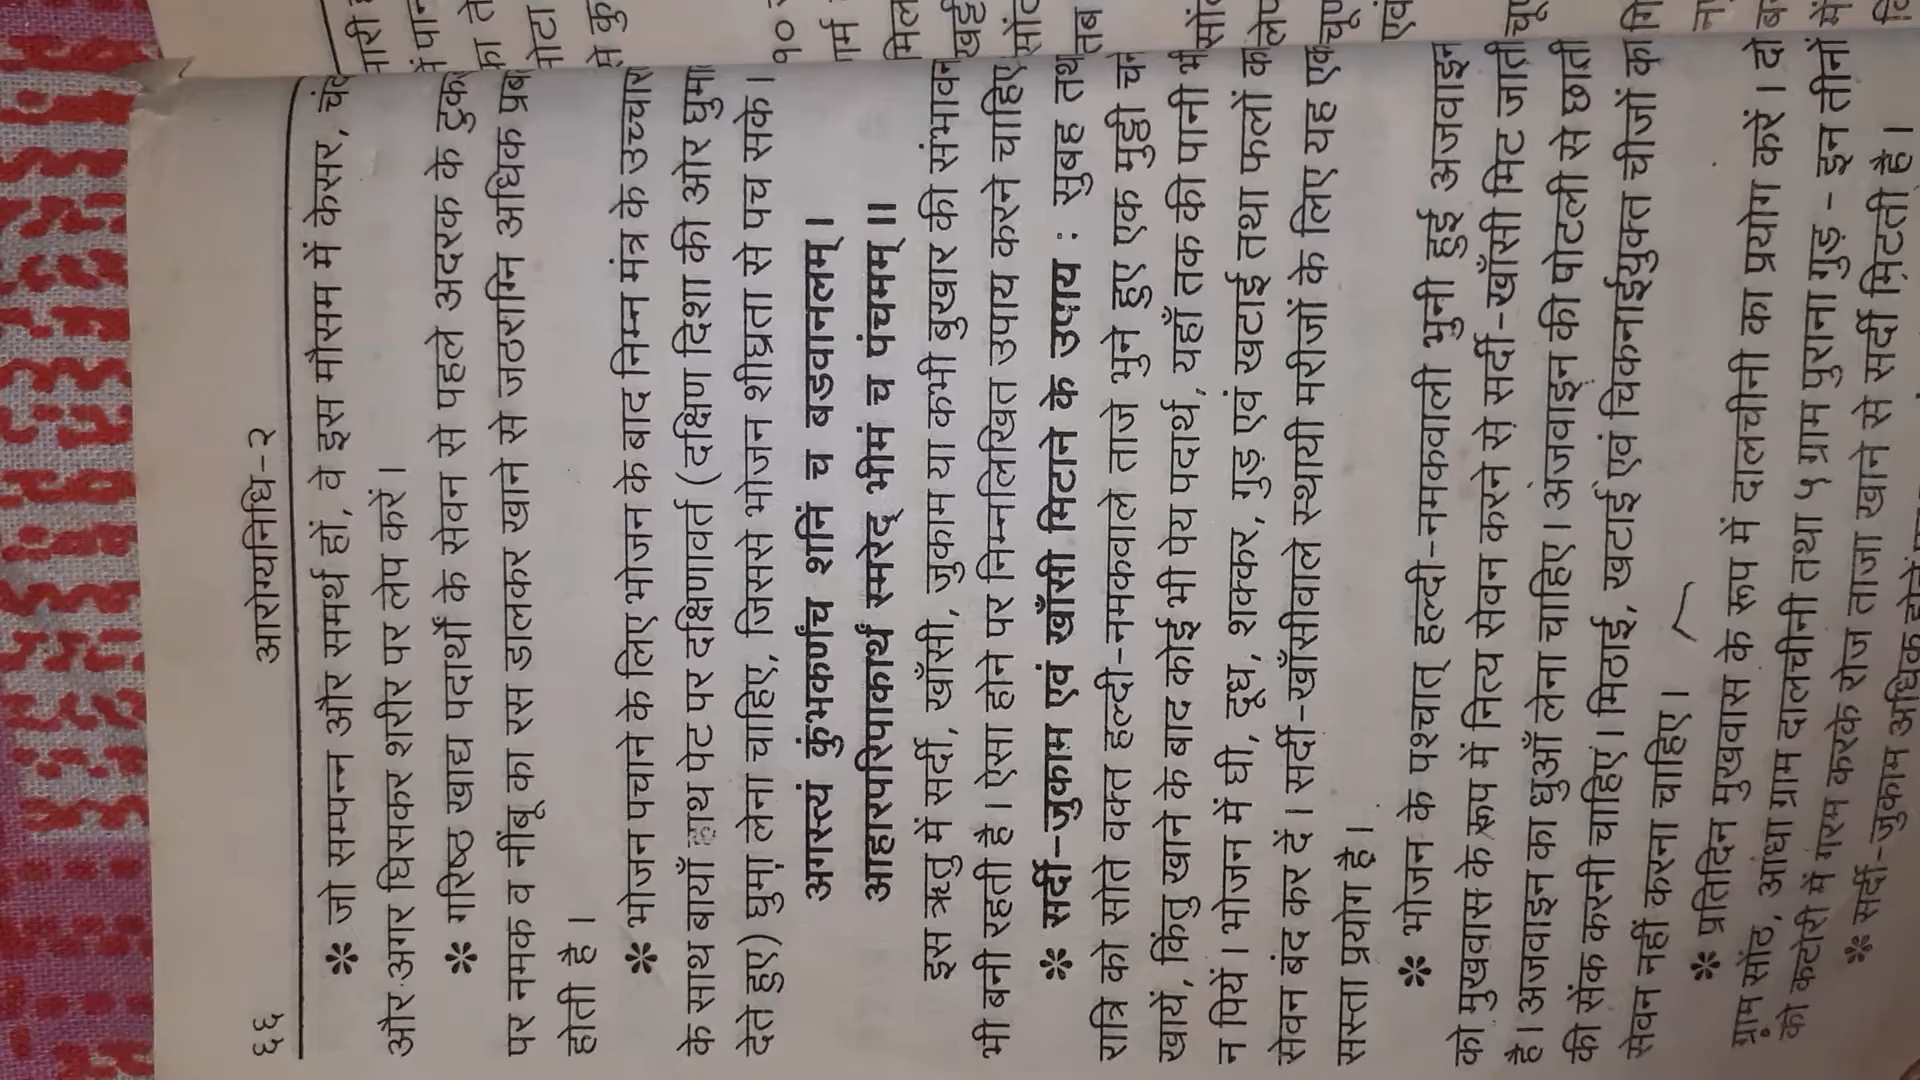 ६६ आरोग्यनिधि-२
* जो सम्पन्न और समर्थ हों, वे इस मौसम में केसर,
और अगर घिसकर शरीर पर लेप करें।
* गरिष्ठ खाद्य पदार्थों के सेवन से पहले अदरक के
पर नमक व नींबू का रस डालकर खाने से जठराग्नि अधिक
होती है ।
* भोजन पचाने के लिए भोजन के बाद निम्न मंत्र के
के साथ बायाँ हाथ पेट पर दक्षिणावर्त (दक्षिण दिशा की ओर
देते हुए) घुमा लेना चाहिए, जिससे भोजन शीघ्रता से पच सके ।
अगस्त्यं कुंभकर्णंच शनिं च बडवानलम् ।
आहारपरिपाकार्थं स्मरेद् भीमं च पंचमम् ॥
इस ऋतु में सर्दी, खाँसी, जुकाम या कभी बुखार की
भी बनी रहती है । ऐसा होने पर निम्नलिखित उपाय करने चाहिए
* सर्दी-जुकाम एवं खाँसी मिटाने के उपाय : सुबह
रात्रि को सोते वक्त हल्दी-नमकवाले ताजे भुने हुए एक मुट्ठी
खायें, किंतु खाने के बाद कोई भी पेय पदार्थ, यहाँ तक की पानी भी
न पियें । भोजन में घी, दूध, शक्कर, गुड़ एवं खटाई तथा फलों
सेवन बंद कर दें । सर्दी-खाँसीवाले स्थायी मरीजों के लिए यह एक
सस्ता प्रयोग है ।
* भोजन के पश्चात् हल्दी-नमकवाली भुनी हुई अजवाइन
को मुखवास के रूप में नित्य सेवन करने से सर्दी-खाँसी मिट जाती
है । अजवाइन का धुआँ लेना चाहिए । अजवाइन की पोटली से छाती
की सेंक करनी चाहिए । मिठाई, खटाई एवं चिकनाईयुक्त चीजों का
सेवन नहीं करना चाहिए ।
* प्रतिदिन मुखवास के रूप में दालचीनी का प्रयोग करें । दो
ग्राम सोंठ, आधा ग्राम दालचीनी तथा ५ ग्राम पुराना गुड़ - इन तीनों
को कटोरी में गरम करके रोज ताजा खाने से सर्दी मिटती है ।
* सर्दी-जुकाम अधिक होने